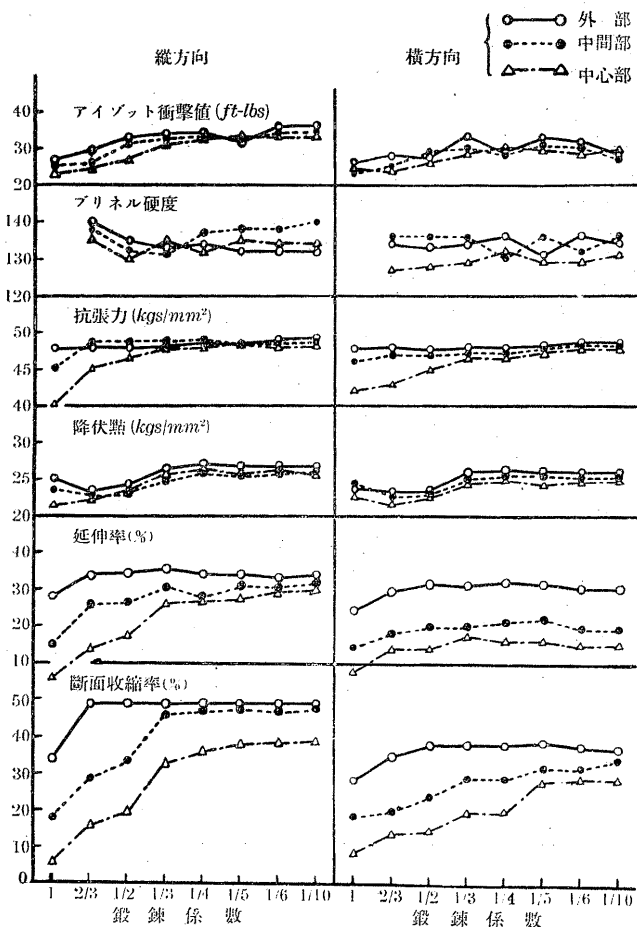 外部
中間部
中心部
縱方向
橫方向
アイゾット衝擊値(ft-lbs)
40
30
20
ブリネル硬度
140
130
120
抗張力(kgs/mm²)
50
45
40
降伏點(kgs/mm²)
30
25
20
延伸率(%)
40
30
20
10
斷面收縮率(%)
50
40
30
20
10
0
1 2/3 1/2 1/3 1/4 1/5 1/6 1/10
1 2/3 1/2 1/3 1/4 1/5 1/6 1/10
鍛鍊係數
鍛鍊係數